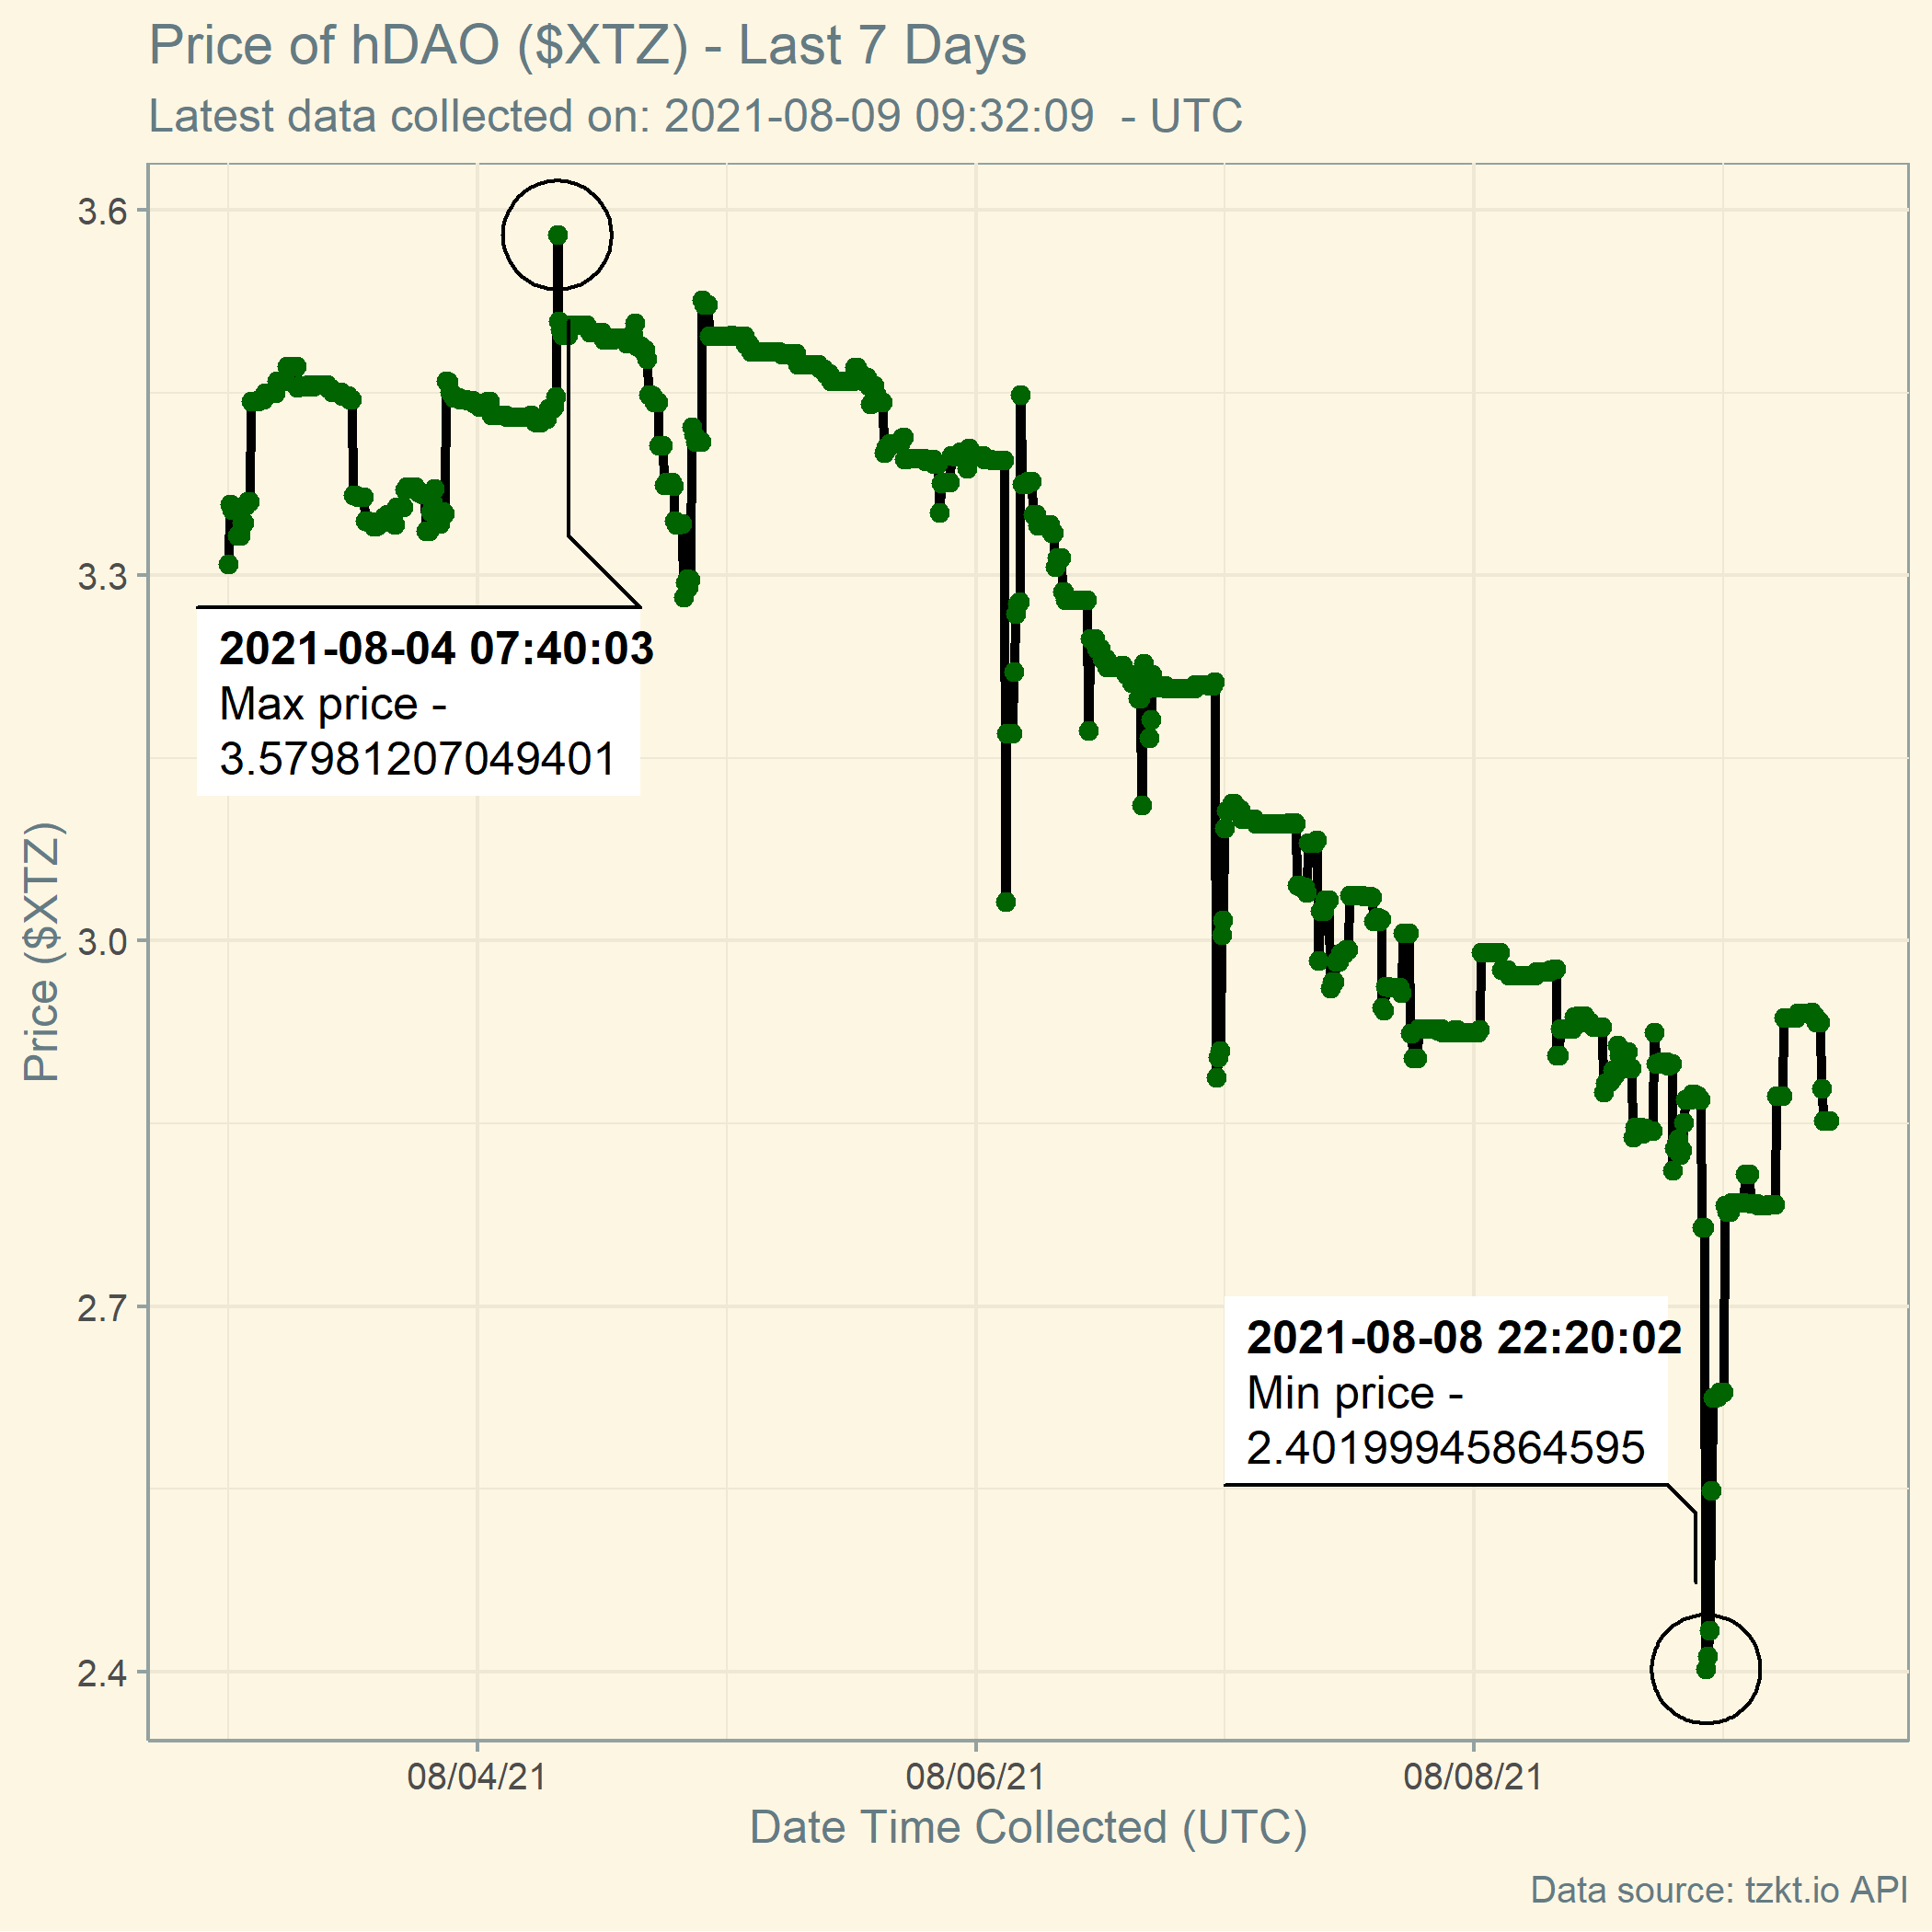 Price of hDAO ($XTZ) - Last 7 Days
Latest data collected on: 2021-08-09 09:32:09  - UTC
3.6
3.3
3.0
2.7
2.4
Price ($XTZ)
2021-08-04 07:40:03
Max price -
3.57981207049401
2021-08-08 22:20:02
Min price -
2.40199945864595
08/04/21
08/06/21
08/08/21
Date Time Collected (UTC)
Data source: tzkt.io API